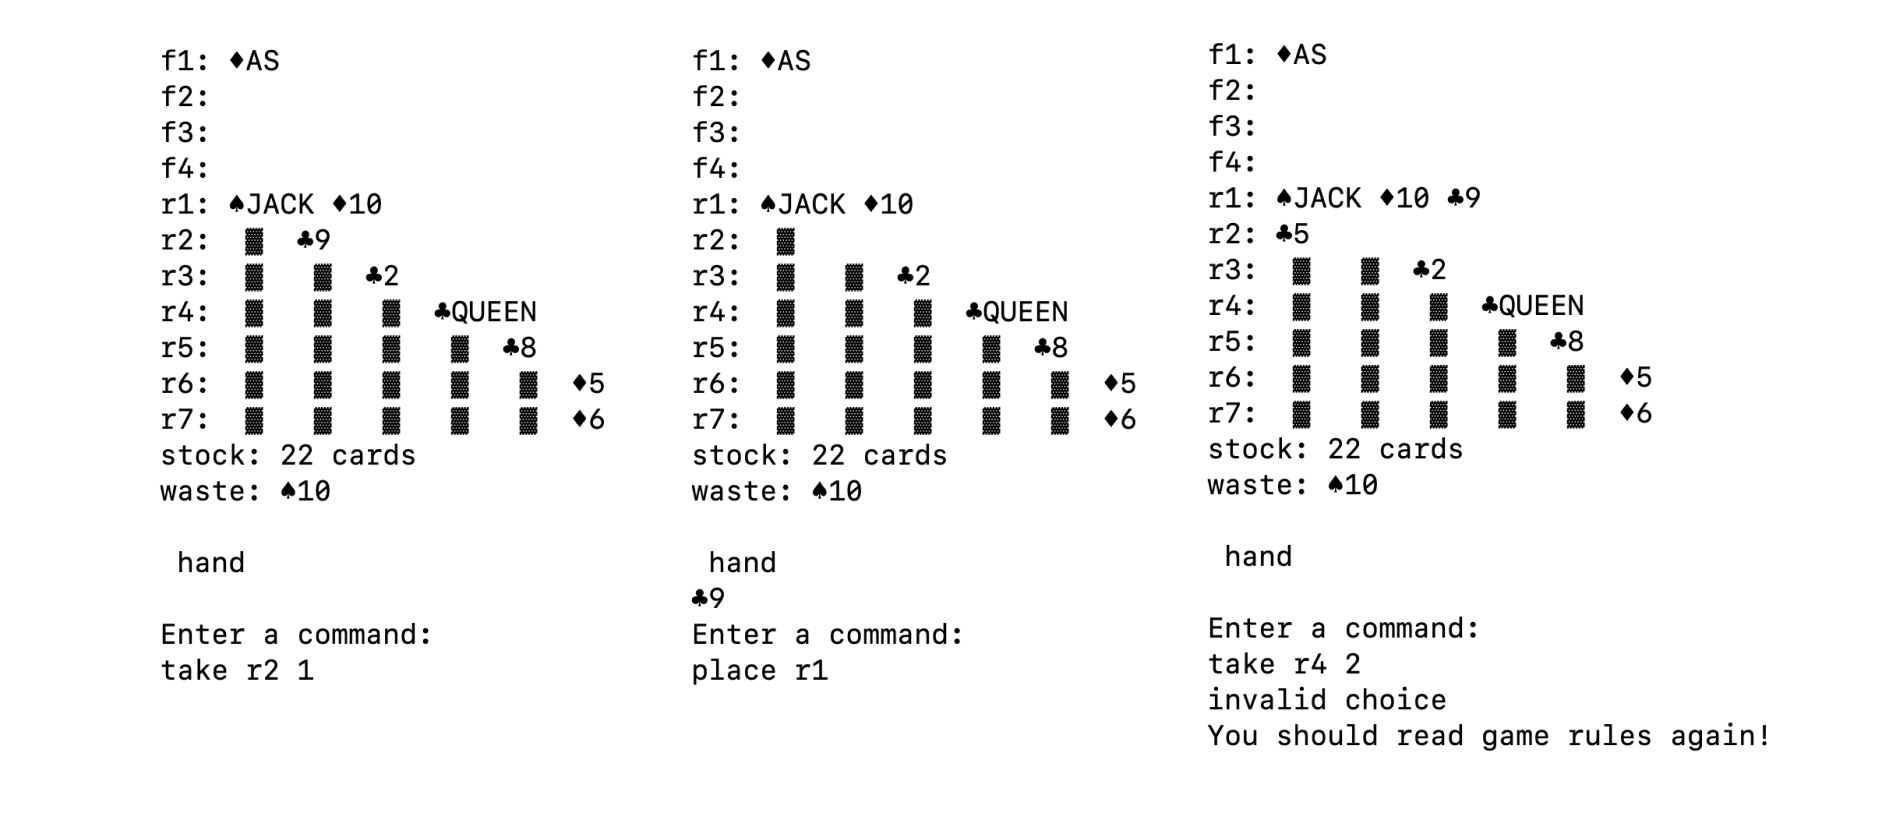 f1: ♦AS
f2:
f3:
f4:
r1: ♠JACK ♦10
r2: ▓ ♣9
r3: ▓ ▓ ♣2
r4: ▓ ▓ ▓ ♣QUEEN
r5: ▓ ▓ ▓ ▓ ♣8
r6: ▓ ▓ ▓ ▓ ▓ ♦5
r7: ▓ ▓ ▓ ▓ ▓ ♦6
stock: 22 cards
waste: ♠10
hand
Enter a command:
take r2 1
f1: ♦AS
f2:
f3:
f4:
r1: ♠JACK ♦10
r2: ▓
r3: ▓ ▓ ♣2
r4: ▓ ▓ ▓ ♣QUEEN
r5: ▓ ▓ ▓ ▓ ♣8
r6: ▓ ▓ ▓ ▓ ▓ ♦5
r7: ▓ ▓ ▓ ▓ ▓ ♦6
stock: 22 cards
waste: ♠10
hand
♣9
Enter a command:
place r1
f1: ♦AS
f2:
f3:
f4:
r1: ♠JACK ♦10 ♣9
r2: ♣5
r3: ▓ ▓ ♣2
r4: ▓ ▓ ▓ ♣QUEEN
r5: ▓ ▓ ▓ ▓ ♣8
r6: ▓ ▓ ▓ ▓ ▓ ♦5
r7: ▓ ▓ ▓ ▓ ▓ ♦6
stock: 22 cards
waste: ♠10
hand
Enter a command:
take r4 2
invalid choice
You should read game rules again!